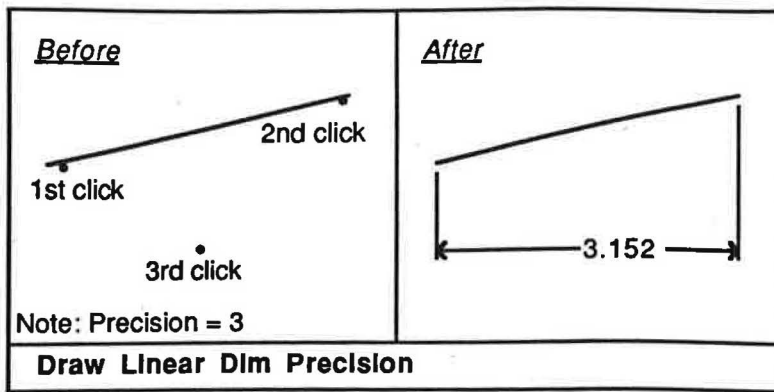 Before
2nd click
1st click
3rd click
Note: Precision = 3
After
3.152
Draw Linear Dim Precision